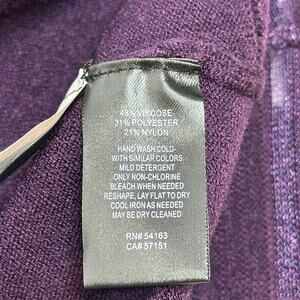 48% VISCOSE
31% POLYESTER
21% NYLON
HAND WASH COLD-
WITH SIMILAR COLORS
MILD DETERGENT
ONLY NON-CHLORINE
BLEACH WHEN NEEDED
RESHAPE, LAY FLAT TO DRY
COOL IRON AS NEEDED
MAY BE DRY CLEANED
RN# 54163
CA# 57151